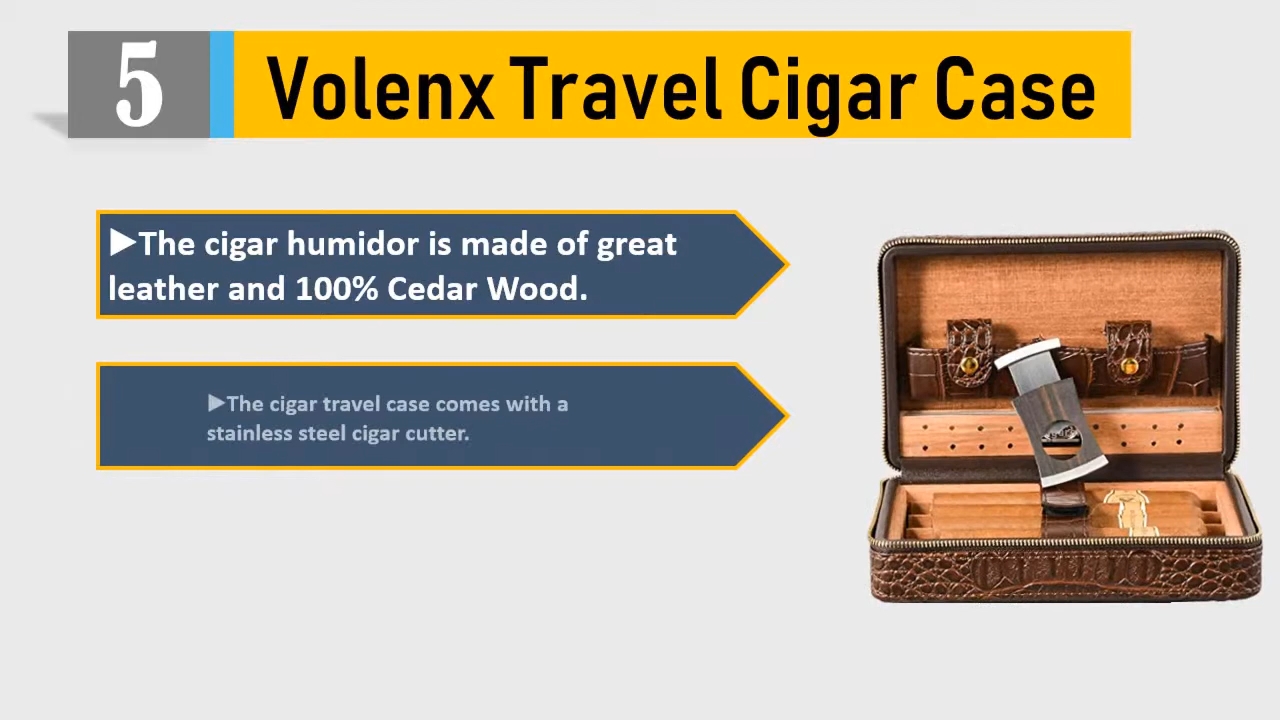 5
Volenx Travel Cigar Case
▶The cigar humidor is made of great
leather and 100% Cedar Wood.
▶The cigar travel case comes with a
stainless steel cigar cutter.